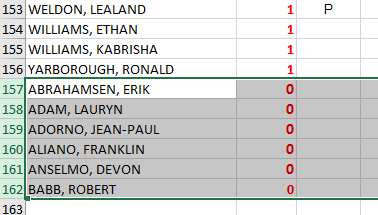 153 WELDON, LEALAND 1 P
154 WILLIAMS, ETHAN 1
155 WILLIAMS, KABRISHA 1
156 YARBOROUGH, RONALD 1
157 ABRAHAMSEN, ERIK 0
158 ADAM, LAURYN 0
159 ADORNO, JEAN-PAUL 0
160 ALIANO, FRANKLIN 0
161 ANSELMO, DEVON 0
162 BABB, ROBERT 0
163